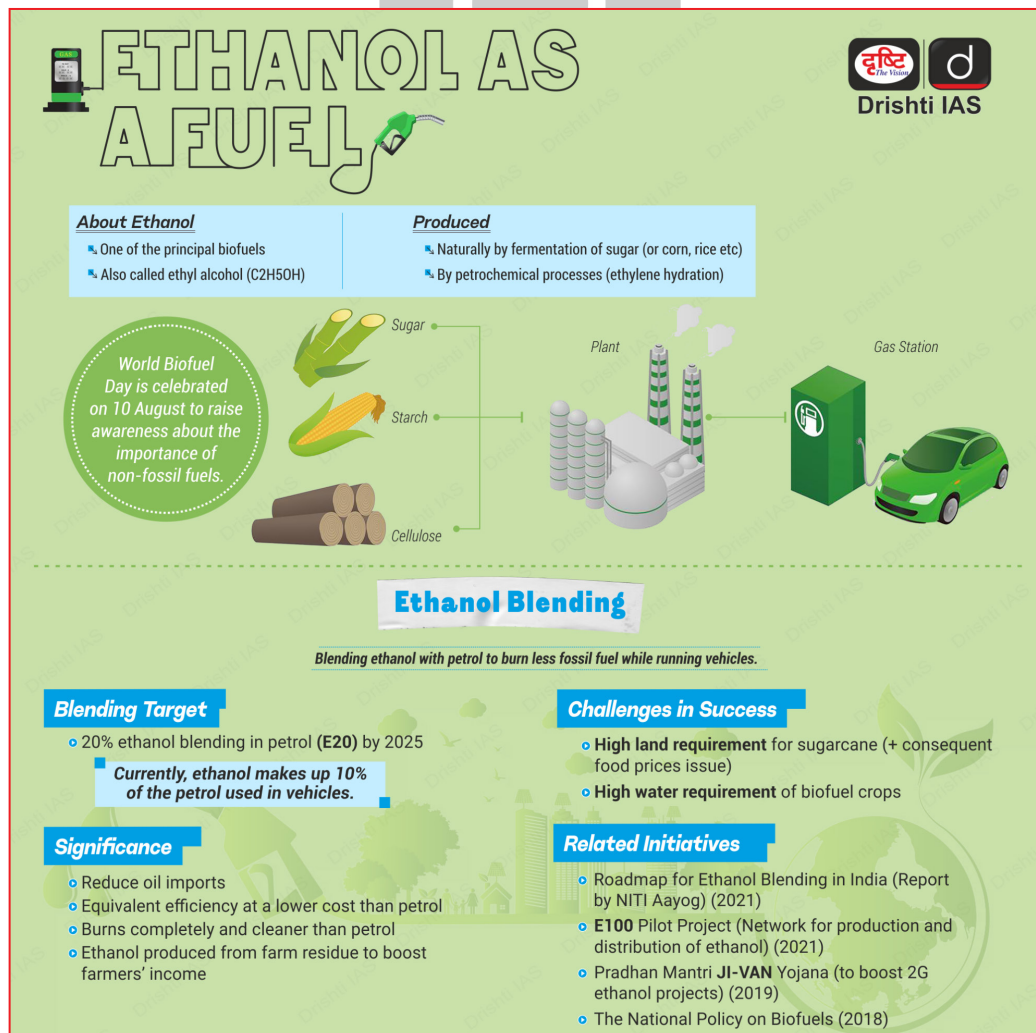 ETHANOL AS
A FUEL
दृष्टि
The Vision
Drishti IAS
About Ethanol
One of the principal biofuels
Also called ethyl alcohol (C2H5OH)
Produced
Naturally by fermentation of sugar (or corn, rice etc)
By petrochemical processes (ethylene hydration)
World Biofuel
Day is celebrated
on 10 August to raise
awareness about the
importance of
non-fossil fuels.
Sugar
Starch
Cellulose
Plant
Gas Station
Ethanol Blending
Blending ethanol with petrol to burn less fossil fuel while running vehicles.
Blending Target
20% ethanol blending in petrol (E20) by 2025
Currently, ethanol makes up 10%
of the petrol used in vehicles.
Significance
Reduce oil imports
Equivalent efficiency at a lower cost than petrol
Burns completely and cleaner than petrol
Ethanol produced from farm residue to boost
farmers' income
Challenges in Success
High land requirement for sugarcane (+ consequent
food prices issue)
High water requirement of biofuel crops
Related Initiatives
Roadmap for Ethanol Blending in India (Report
by NITI Aayog) (2021)
E100 Pilot Project (Network for production and
distribution of ethanol) (2021)
Pradhan Mantri JI-VAN Yojana (to boost 2G
ethanol projects) (2019)
The National Policy on Biofuels (2018)